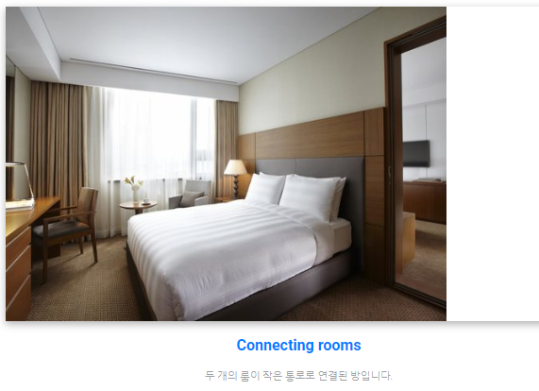 Connecting rooms
두 개의 룸이 작은 통로로 연결된 방입니다.